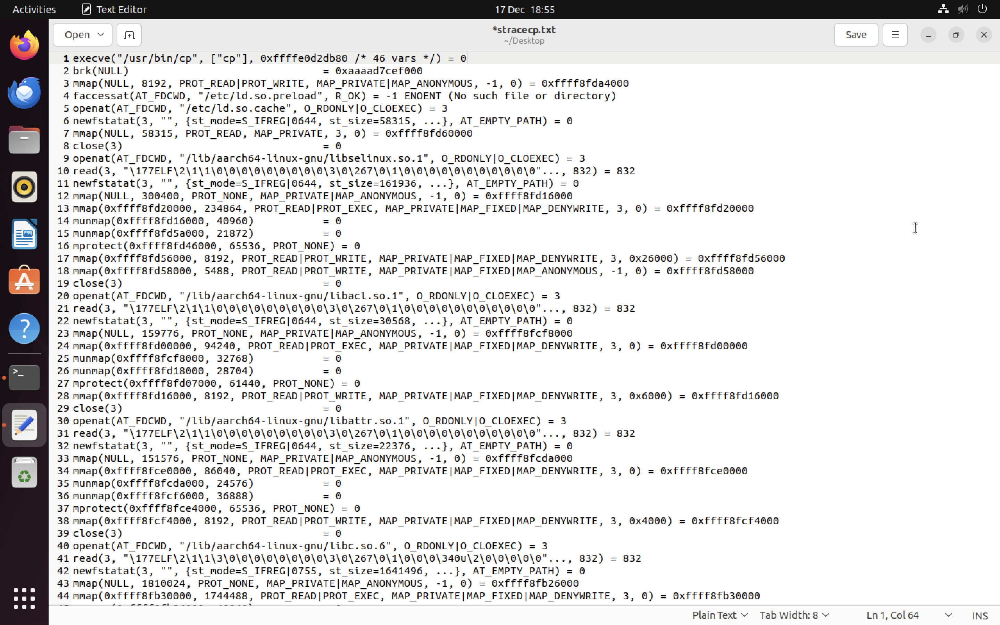 Activities Text Editor 17 Dec 18:55
Open *stracecp.txt Save
~/Desktop
1 execve("/usr/bin/cp", ["cp"], 0xffffe0d2db80 /* 46 vars */) = 0
2 brk(NULL) = 0xaaaad7cef000
3 mmap(NULL, 8192, PROT_READ|PROT_WRITE, MAP_PRIVATE|MAP_ANONYMOUS, -1, 0) = 0xffff8fda4000
4 faccessat(AT_FDCWD, "/etc/ld.so.preload", R_OK) = -1 ENOENT (No such file or directory)
5 openat(AT_FDCWD, "/etc/ld.so.cache", O_RDONLY|O_CLOEXEC) = 3
6 newfstatat(3, "", {st_mode=S_IFREG|0644, st_size=58315, ...}, AT_EMPTY_PATH) = 0
7 mmap(NULL, 58315, PROT_READ, MAP_PRIVATE, 3, 0) = 0xffff8fd60000
8 close(3) = 0
9 openat(AT_FDCWD, "/lib/aarch64-linux-gnu/libselinux.so.1", O_RDONLY|O_CLOEXEC) = 3
10 read(3, "\177ELF\2\1\1\0\0\0\0\0\0\0\0\0\3\0\267\0\1\0\0\0\0\0\0\0\0\0\0\0"..., 832) = 832
11 newfstatat(3, "", {st_mode=S_IFREG|0644, st_size=161936, ...}, AT_EMPTY_PATH) = 0
12 mmap(NULL, 300400, PROT_NONE, MAP_PRIVATE|MAP_ANONYMOUS, -1, 0) = 0xffff8fd16000
13 mmap(0xffff8fd20000, 234864, PROT_READ|PROT_EXEC, MAP_PRIVATE|MAP_FIXED|MAP_DENYWRITE, 3, 0) = 0xffff8fd20000
14 munmap(0xffff8fd16000, 40960) = 0
15 munmap(0xffff8fd5a000, 21872) = 0
16 mprotect(0xffff8fd46000, 65536, PROT_NONE) = 0
17 mmap(0xffff8fd56000, 8192, PROT_READ|PROT_WRITE, MAP_PRIVATE|MAP_FIXED|MAP_DENYWRITE, 3, 0x26000) = 0xffff8fd56000
18 mmap(0xffff8fd58000, 5488, PROT_READ|PROT_WRITE, MAP_PRIVATE|MAP_FIXED|MAP_ANONYMOUS, -1, 0) = 0xffff8fd58000
19 close(3) = 0
20 openat(AT_FDCWD, "/lib/aarch64-linux-gnu/libacl.so.1", O_RDONLY|O_CLOEXEC) = 3
21 read(3, "\177ELF\2\1\1\0\0\0\0\0\0\0\0\0\3\0\267\0\1\0\0\0\0\0\0\0\0\0\0\0"..., 832) = 832
22 newfstatat(3, "", {st_mode=S_IFREG|0644, st_size=30568, ...}, AT_EMPTY_PATH) = 0
23 mmap(NULL, 159776, PROT_NONE, MAP_PRIVATE|MAP_ANONYMOUS, -1, 0) = 0xffff8fcf8000
24 mmap(0xffff8fd00000, 94240, PROT_READ|PROT_EXEC, MAP_PRIVATE|MAP_FIXED|MAP_DENYWRITE, 3, 0) = 0xffff8fd00000
25 munmap(0xffff8fcf8000, 32768) = 0
26 munmap(0xffff8fd18000, 28704) = 0
27 mprotect(0xffff8fd07000, 61440, PROT_NONE) = 0
28 mmap(0xffff8fd16000, 8192, PROT_READ|PROT_WRITE, MAP_PRIVATE|MAP_FIXED|MAP_DENYWRITE, 3, 0x6000) = 0xffff8fd16000
29 close(3) = 0
30 openat(AT_FDCWD, "/lib/aarch64-linux-gnu/libattr.so.1", O_RDONLY|O_CLOEXEC) = 3
31 read(3, "\177ELF\2\1\1\0\0\0\0\0\0\0\0\0\3\0\267\0\1\0\0\0\0\0\0\0\0\0\0\0"..., 832) = 832
32 newfstatat(3, "", {st_mode=S_IFREG|0644, st_size=22376, ...}, AT_EMPTY_PATH) = 0
33 mmap(NULL, 151576, PROT_NONE, MAP_PRIVATE|MAP_ANONYMOUS, -1, 0) = 0xffff8fcda000
34 mmap(0xffff8fce0000, 86040, PROT_READ|PROT_EXEC, MAP_PRIVATE|MAP_FIXED|MAP_DENYWRITE, 3, 0) = 0xffff8fce0000
35 munmap(0xffff8fcda000, 24576) = 0
36 munmap(0xffff8fcf6000, 36888) = 0
37 mprotect(0xffff8fce4000, 65536, PROT_NONE) = 0
38 mmap(0xffff8fcf4000, 8192, PROT_READ|PROT_WRITE, MAP_PRIVATE|MAP_FIXED|MAP_DENYWRITE, 3, 0x4000) = 0xffff8fcf4000
39 close(3) = 0
40 openat(AT_FDCWD, "/lib/aarch64-linux-gnu/libc.so.6", O_RDONLY|O_CLOEXEC) = 3
41 read(3, "\177ELF\2\1\1\3\0\0\0\0\0\0\0\0\3\0\267\0\1\0\0\0\340u\2\0\0\0\0\0"..., 832) = 832
42 newfstatat(3, "", {st_mode=S_IFREG|0755, st_size=1641496, ...}, AT_EMPTY_PATH) = 0
43 mmap(NULL, 1810024, PROT_NONE, MAP_PRIVATE|MAP_ANONYMOUS, -1, 0) = 0xffff8fb26000
44 mmap(0xffff8fb30000, 1744488, PROT_READ|PROT_EXEC, MAP_PRIVATE|MAP_FIXED|MAP_DENYWRITE, 3, 0) = 0xffff8fb30000
Plain Text Tab Width: 8 Ln 1, Col 64 INS